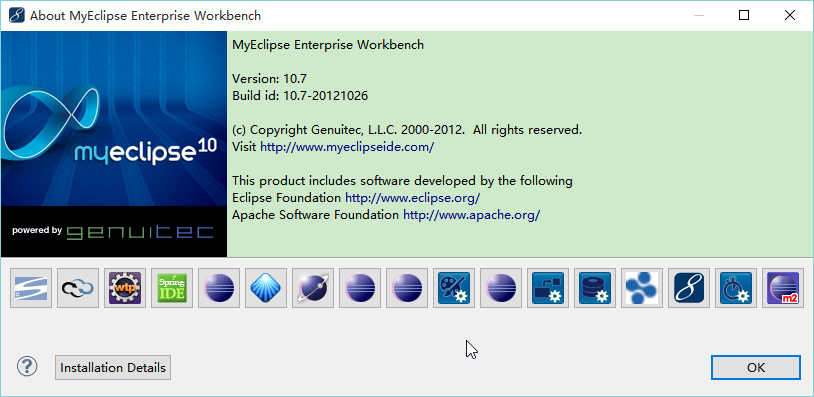 About MyEclipse Enterprise Workbench
MyEclipse Enterprise Workbench
Version: 10.7
Build id: 10.7-20121026
(c) Copyright Genuitec, L.L.C. 2000-2012.  All rights reserved.
Visit http://www.myeclipseide.com/
This product includes software developed by the following
Eclipse Foundation http://www.eclipse.org/
Apache Software Foundation http://www.apache.org/
myeclipse10
powered by genuitec
wtp
Spring IDE
m2
?
Installation Details
OK